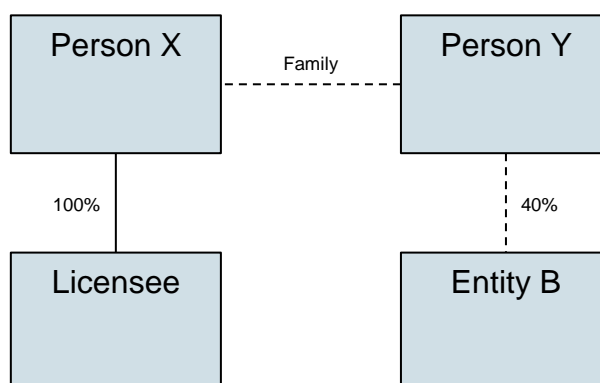 Person X
Person Y
Family
100%
40%
Licensee
Entity B